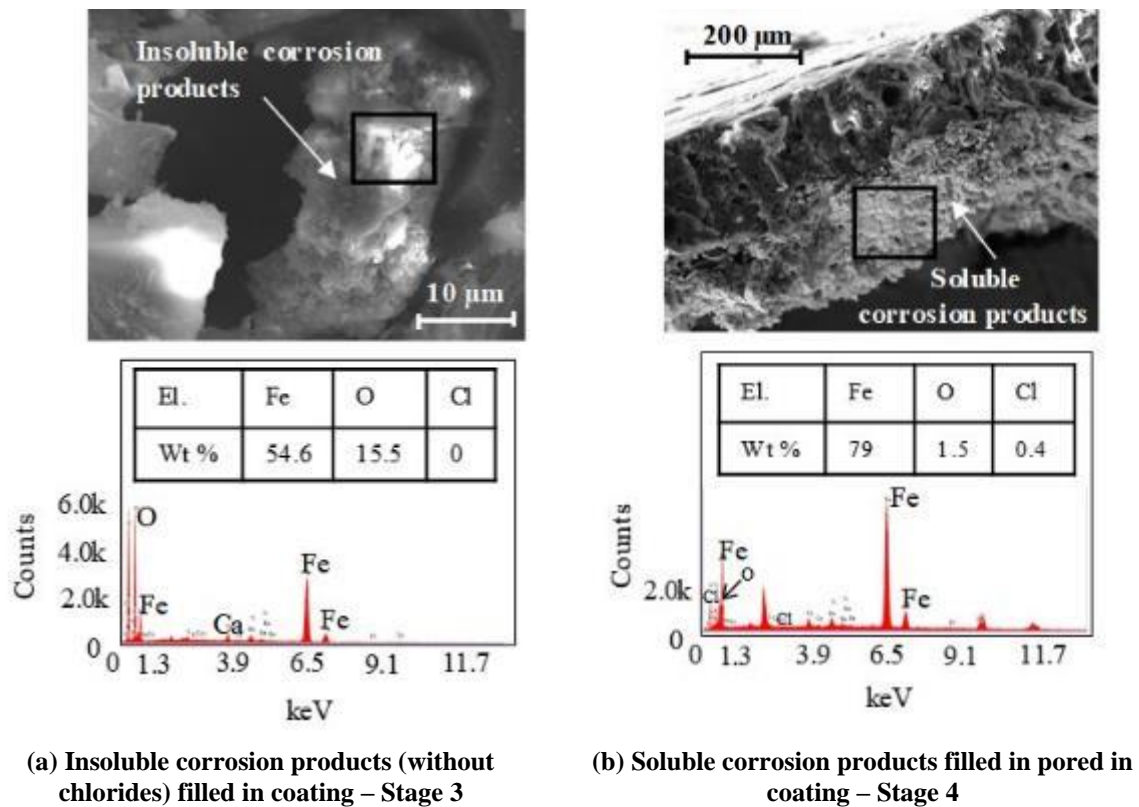 Insoluble corrosion
products
10 μm
El. Fe O Cl
Wt % 54.6 15.5 0
6.0k
4.0k
2.0k
0
Counts
O
Fe
Ca
Fe
Fe
0 1.3 3.9 6.5 9.1 11.7
keV
(a) Insoluble corrosion products (without
chlorides) filled in coating – Stage 3
200 μm
Soluble
corrosion products
El. Fe O Cl
Wt % 79 1.5 0.4
2.0k
0
Counts
Fe
Cl
O
Cl
Fe
Fe
0 1.3 3.9 6.5 9.1 11.7
keV
(b) Soluble corrosion products filled in pored in
coating – Stage 4